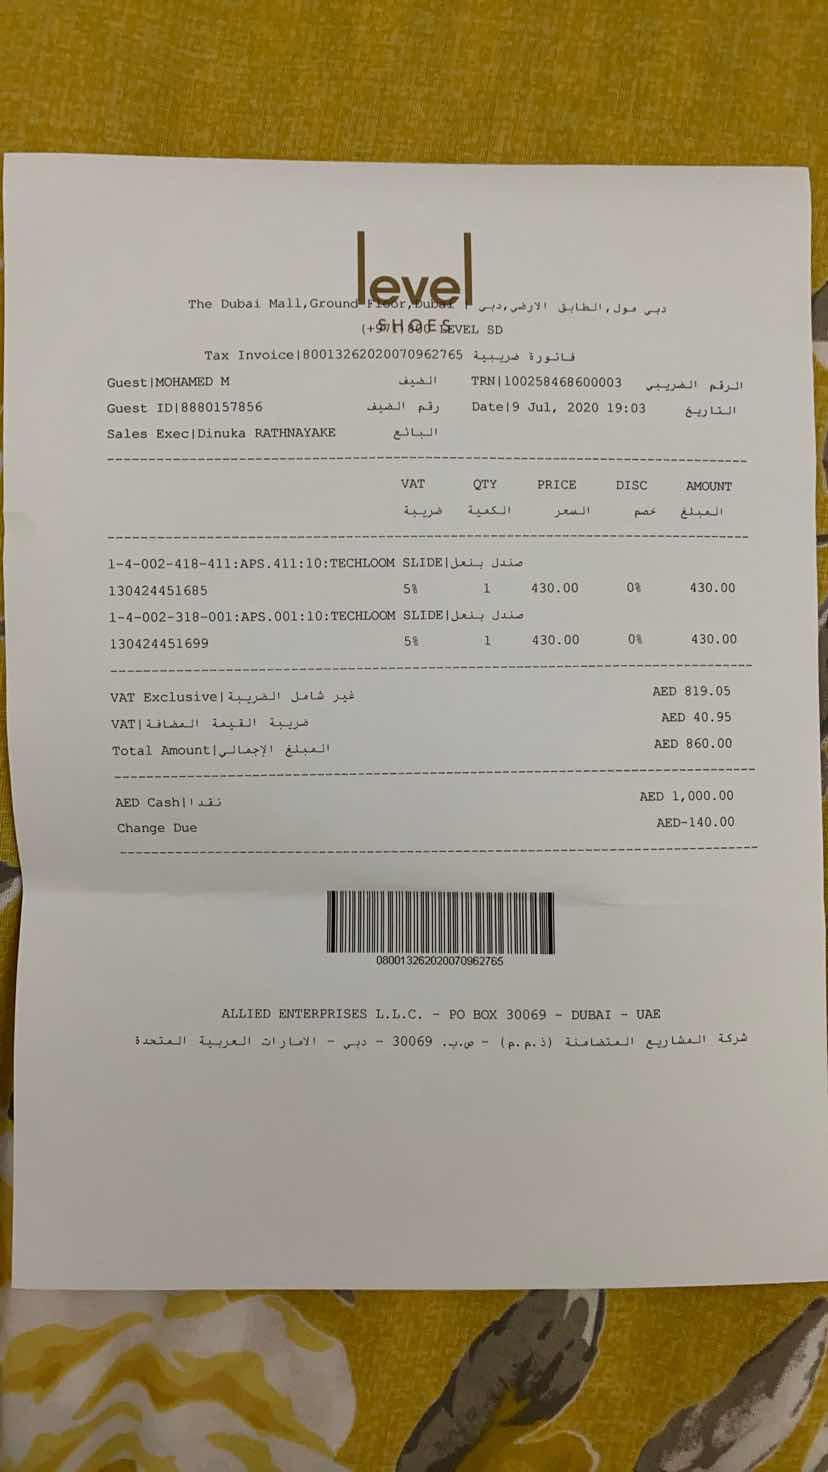 level
SHOES
The Dubai Mall,Ground Floor,Dubai | دبي مول,الطابق الارضي,دبي
(+971)800 LEVEL SD
Tax Invoice|80013262020070962765 فاتورة ضريبية
Guest|MOHAMED M الضيف TRN|100258468600003 الرقم الضريبي
Guest ID|8880157856 رقم الضيف Date|9 Jul, 2020 19:03 التاريخ
Sales Exec|Dinuka RATHNAYAKE البائع
VAT QTY PRICE DISC AMOUNT
ضريبة الكمية السعر خصم المبلغ
1-4-002-418-411:APS.411:10:TECHLOOM SLIDE|صندل بنعل
130424451685 5% 1 430.00 0% 430.00
1-4-002-318-001:APS.001:10:TECHLOOM SLIDE|صندل بنعل
130424451699 5% 1 430.00 0% 430.00
VAT Exclusive|غير شامل الضريبة AED 819.05
VAT|ضريبة القيمة المضافة AED 40.95
Total Amount|المبلغ الإجمالي AED 860.00
AED Cash|نقدا AED 1,000.00
Change Due AED-140.00
080013262020070962765
ALLIED ENTERPRISES L.L.C. - PO BOX 30069 - DUBAI - UAE
شركة المشاريع المتضامنة (ذ.م.م) - ص.ب. 30069 - دبي - الامارات العربية المتحدة